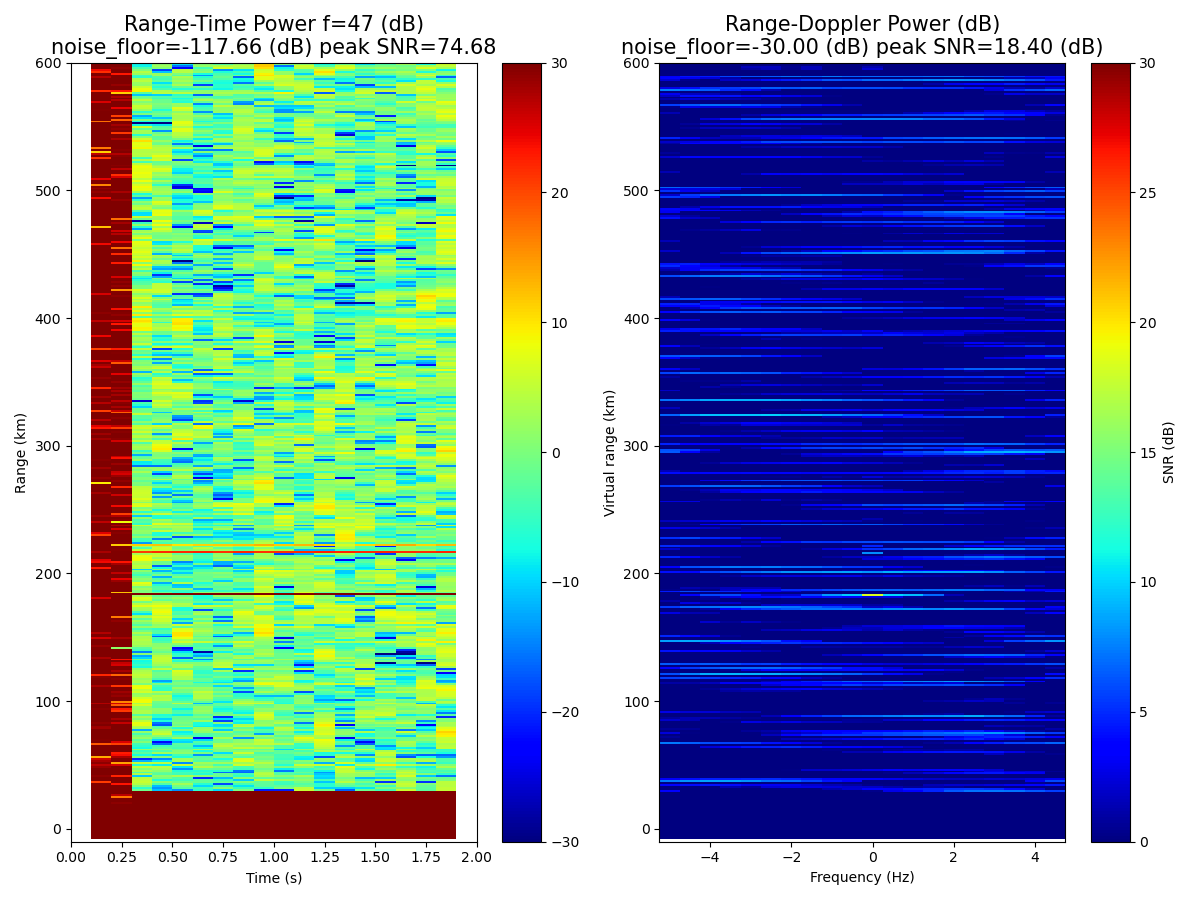 Range-Time Power f=47 (dB)
noise_floor=-117.66 (dB) peak SNR=74.68
Range-Doppler Power (dB)
noise_floor=-30.00 (dB) peak SNR=18.40 (dB)
600
500
400
300
200
100
0
Range (km)
0.00 0.25 0.50 0.75 1.00 1.25 1.50 1.75 2.00
Time (s)
30
20
10
0
−10
−20
−30
600
500
400
300
200
100
0
Virtual range (km)
−4 −2 0 2 4
Frequency (Hz)
30
25
20
15
10
5
0
SNR (dB)